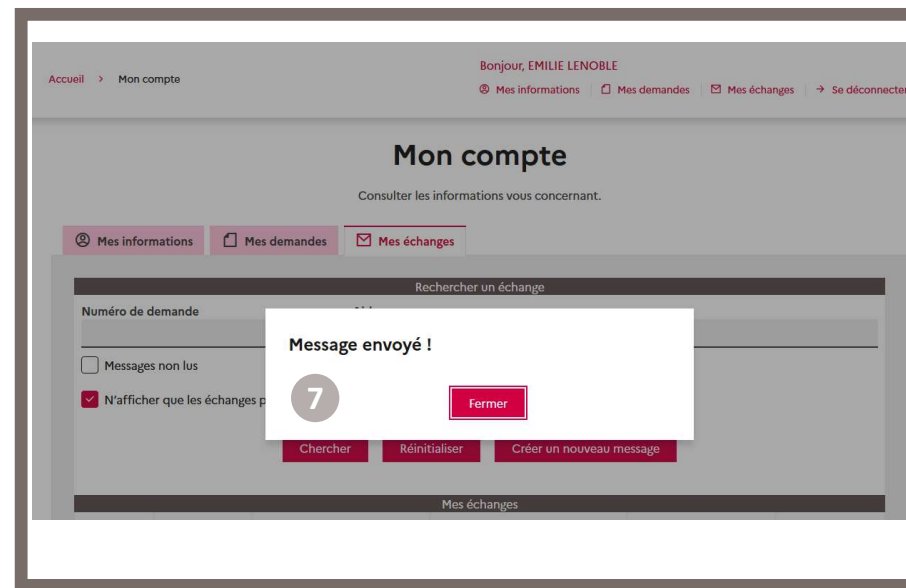 Bonjour, EMILIE LENOBLE
Accueil > Mon compte
Mes informations Mes demandes Mes échanges → Se déconnecter
Mon compte
Consulter les informations vous concernant.
Mes informations Mes demandes Mes échanges
Rechercher un échange
Numéro de demande
Message envoyé !
Messages non lus
7
Fermer
N'afficher que les échanges p
Chercher Réinitialiser Créer un nouveau message
Mes échanges